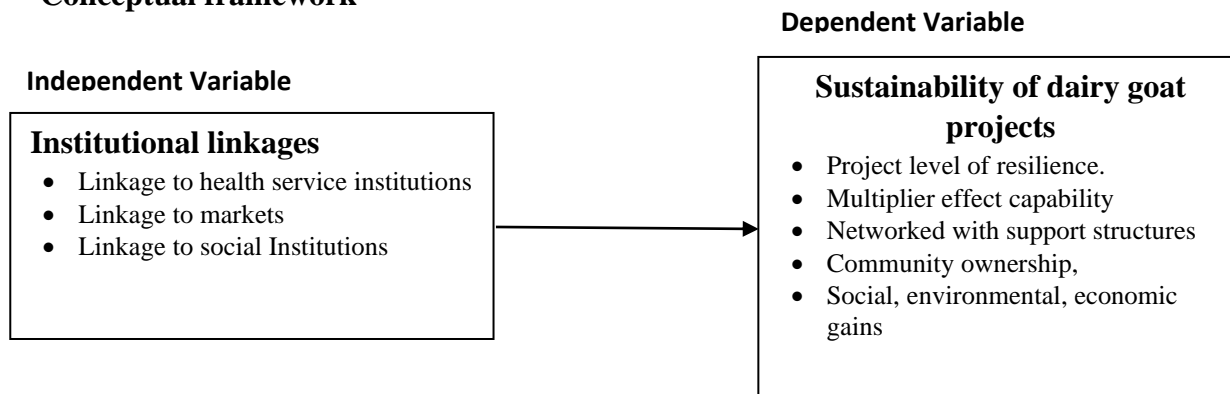 Conceptual framework
Dependent Variable
Independent Variable
Sustainability of dairy goat
projects
• Project level of resilience.
• Multiplier effect capability
• Networked with support structures
• Community ownership,
• Social, environmental, economic
gains
Institutional linkages
• Linkage to health service institutions
• Linkage to markets
• Linkage to social Institutions